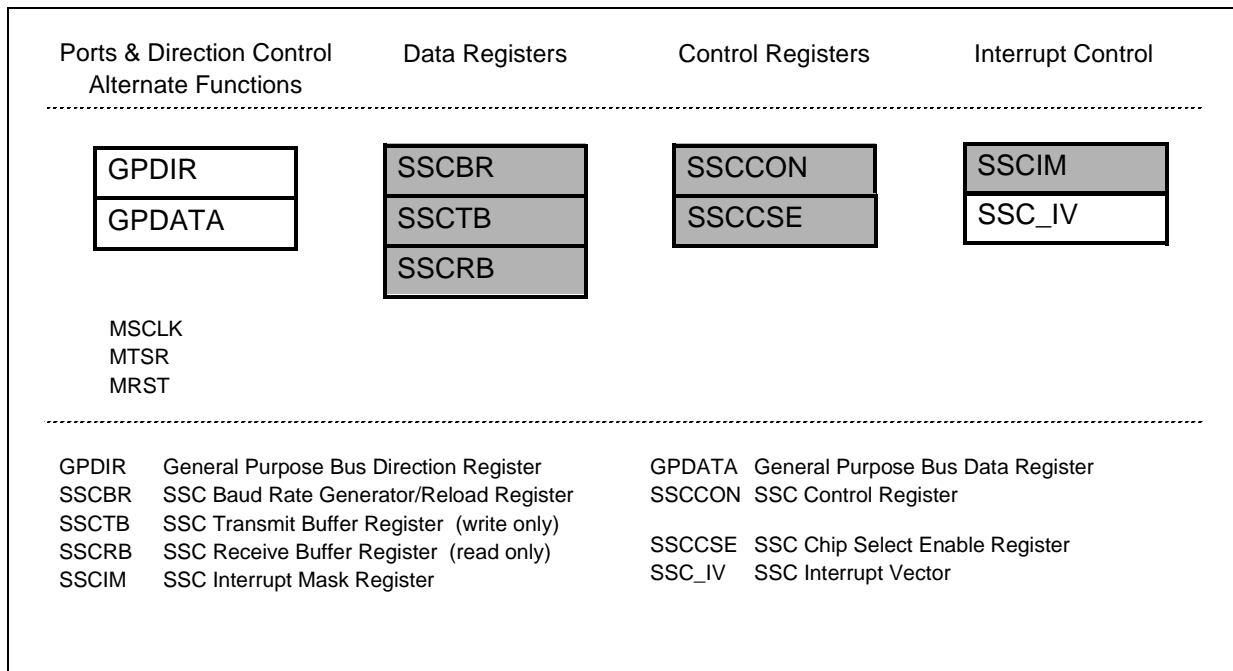 Ports & Direction Control Data Registers Control Registers Interrupt Control
Alternate Functions
GPDIR SSCBR SSCCON SSCIM
GPDATA SSCTB SSCCSE SSC_IV
SSCRB
MSCLK
MTSR
MRST
GPDIR General Purpose Bus Direction Register GPDATA General Purpose Bus Data Register
SSCBR SSC Baud Rate Generator/Reload Register SSCCON SSC Control Register
SSCTB SSC Transmit Buffer Register (write only)
SSCRB SSC Receive Buffer Register (read only) SSCCSE SSC Chip Select Enable Register
SSCIM SSC Interrupt Mask Register SSC_IV SSC Interrupt Vector